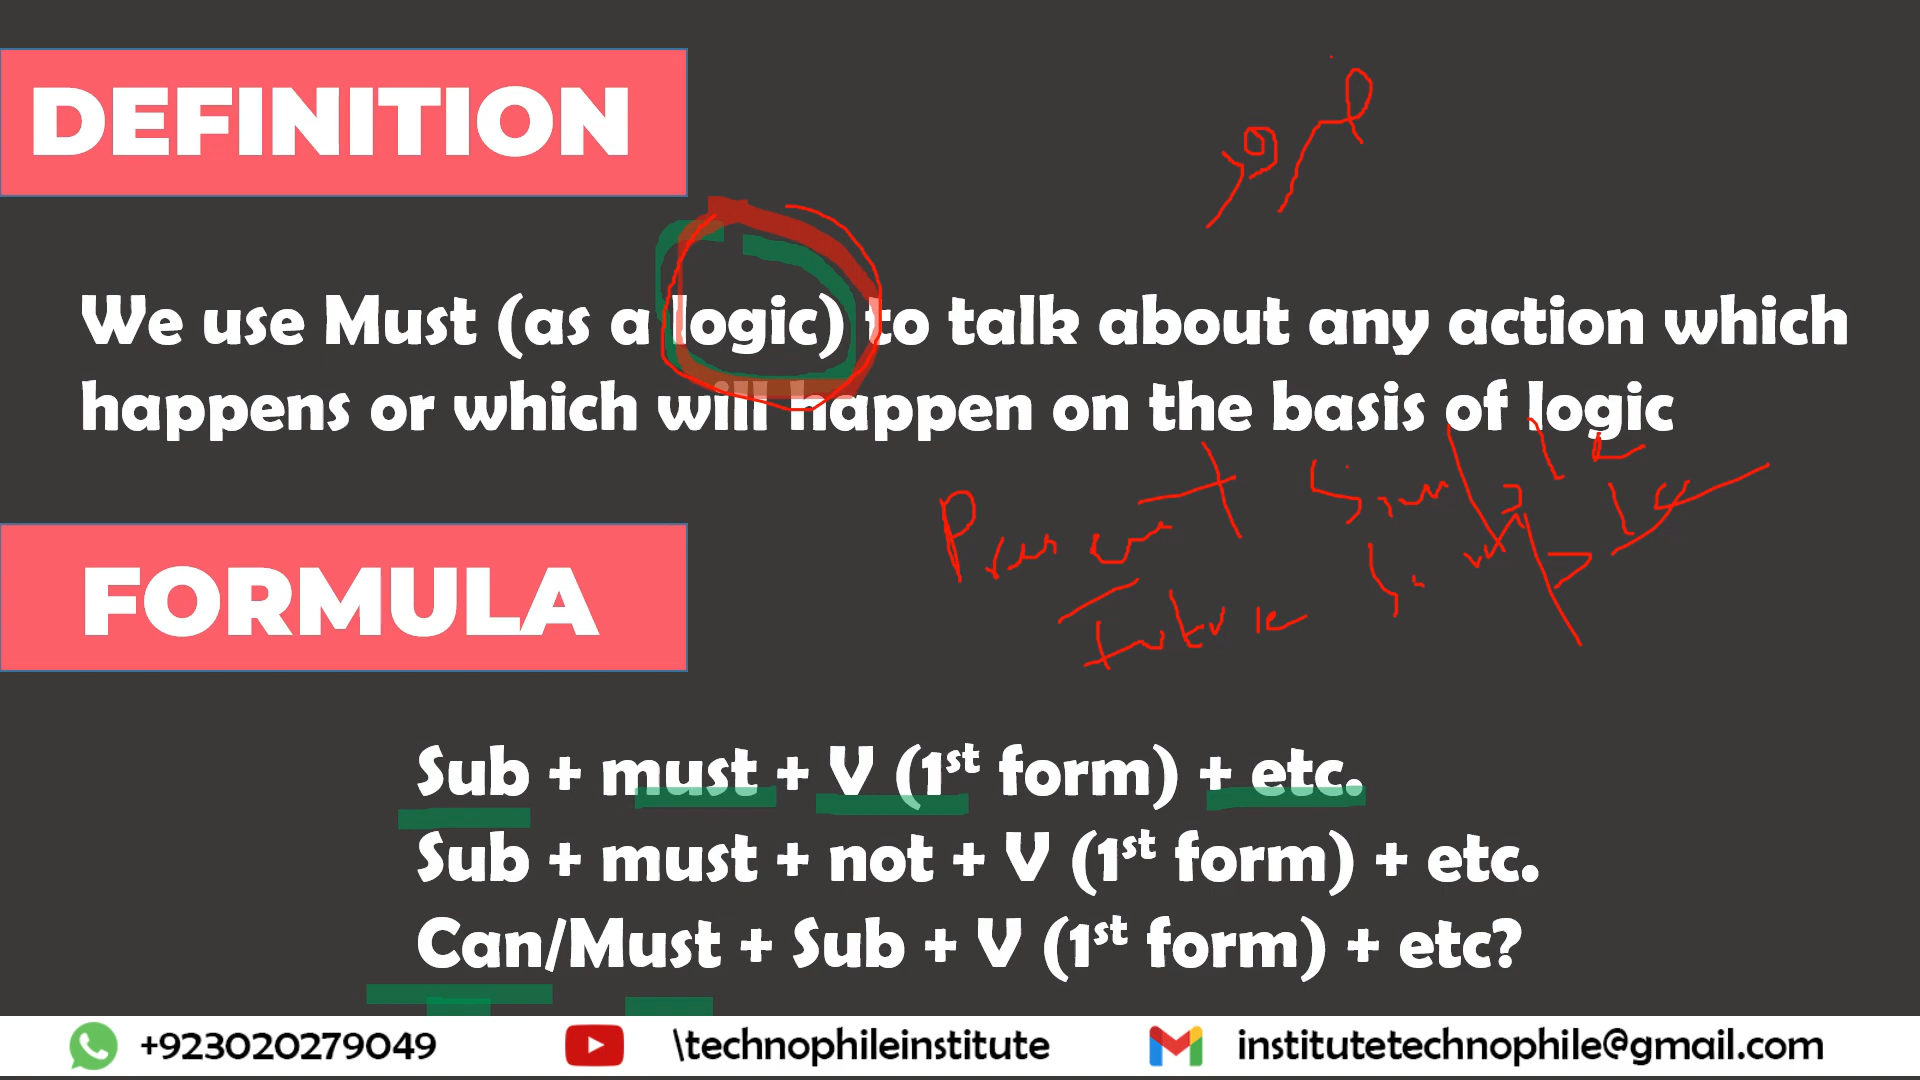 DEFINITION
We use Must (as a logic) to talk about any action which
happens or which will happen on the basis of logic
Present Simple
Future Simple
FORMULA
Sub + must + V (1st form) + etc.
Sub + must + not + V (1st form) + etc.
Can/Must + Sub + V (1st form) + etc?
+923020279049
\technophileinstitute
institutetechnophile@gmail.com